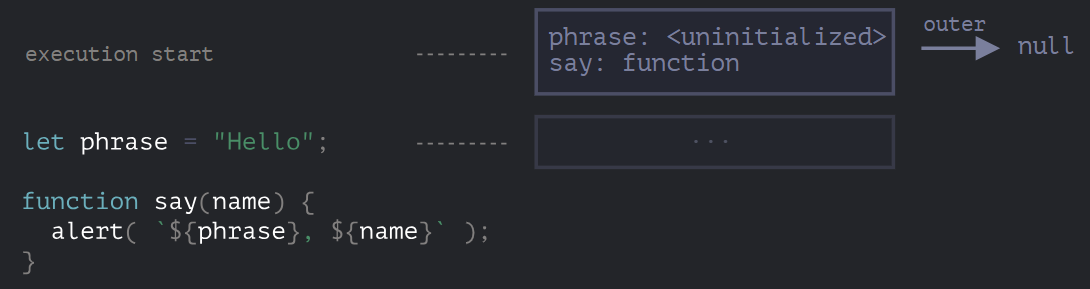 execution start
---------
phrase: <uninitialized>
say: function
outer
null
let phrase = "Hello";
---------
...
function say(name) {
  alert( `${phrase}, ${name}` );
}